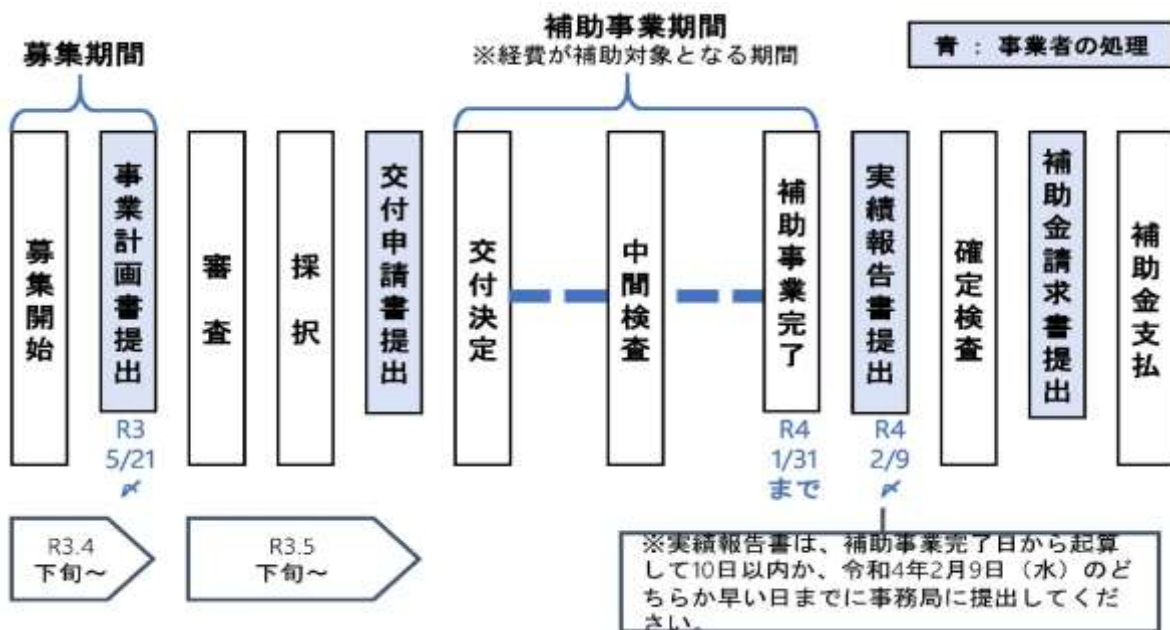 募集期間
補助事業期間
※経費が補助対象となる期間
青 ： 事業者の処理
募集開始
事業計画書提出
R3
5/21
〆
審査
採択
交付申請書提出
交付決定
中間検査
補助事業完了
R4
1/31
まで
実績報告書提出
R4
2/9
〆
確定検査
補助金請求書提出
補助金支払
R3.4
下旬～
R3.5
下旬～
※実績報告書は、補助事業完了日から起算
して10日以内か、令和4年2月9日（水）のど
ちらか早い日までに事務局に提出してくだ
さい。